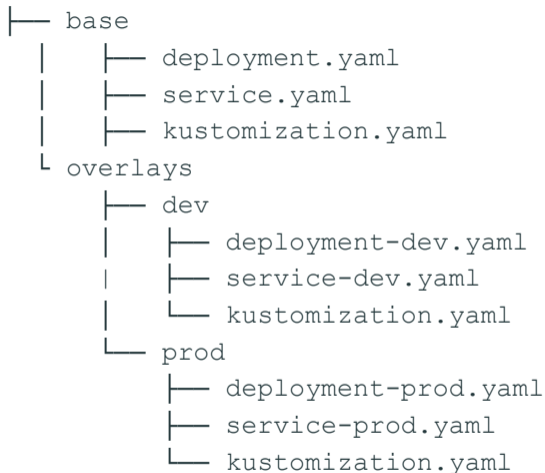 ├── base
│   ├── deployment.yaml
│   ├── service.yaml
│   ├── kustomization.yaml
└ overlays
    ├── dev
    │   ├── deployment-dev.yaml
    │   ├── service-dev.yaml
    │   └── kustomization.yaml
    └── prod
        ├── deployment-prod.yaml
        ├── service-prod.yaml
        └── kustomization.yaml